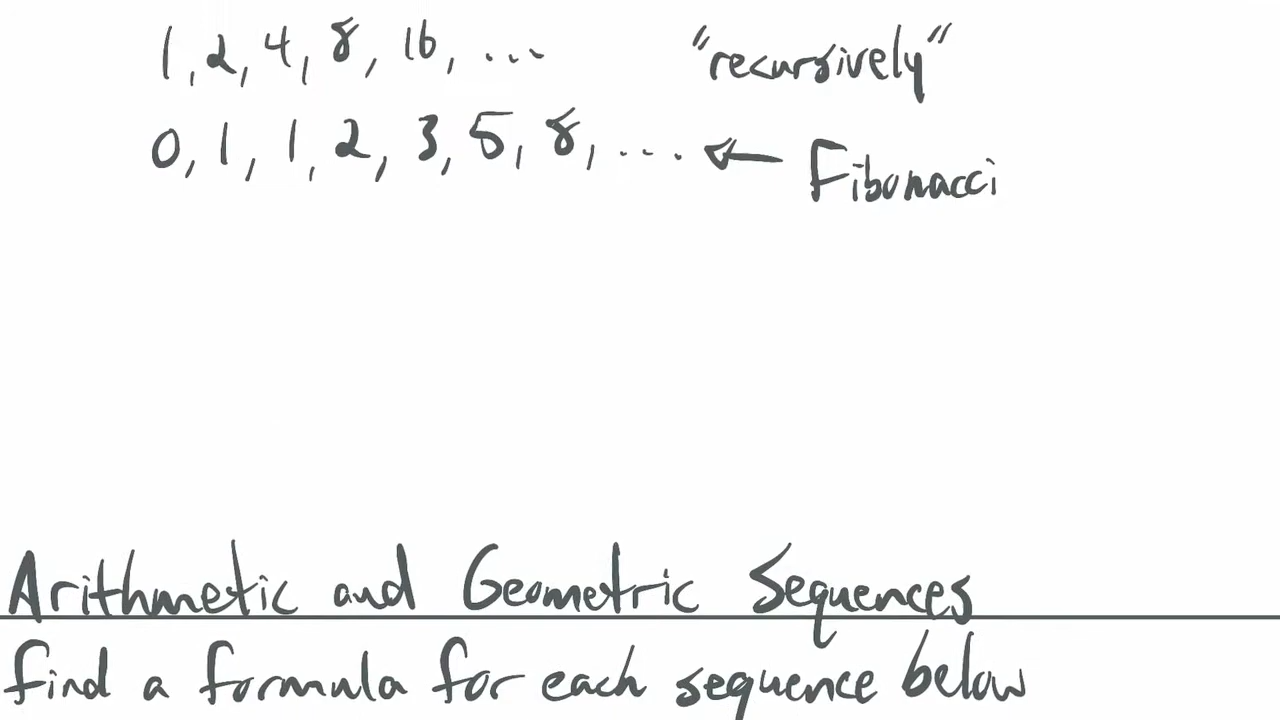 1, 2, 4, 8, 16, ... "recursively"
0, 1, 1, 2, 3, 5, 8, .... ← Fibonacci
Arithmetic and Geometric Sequences
find a formula for each sequence below